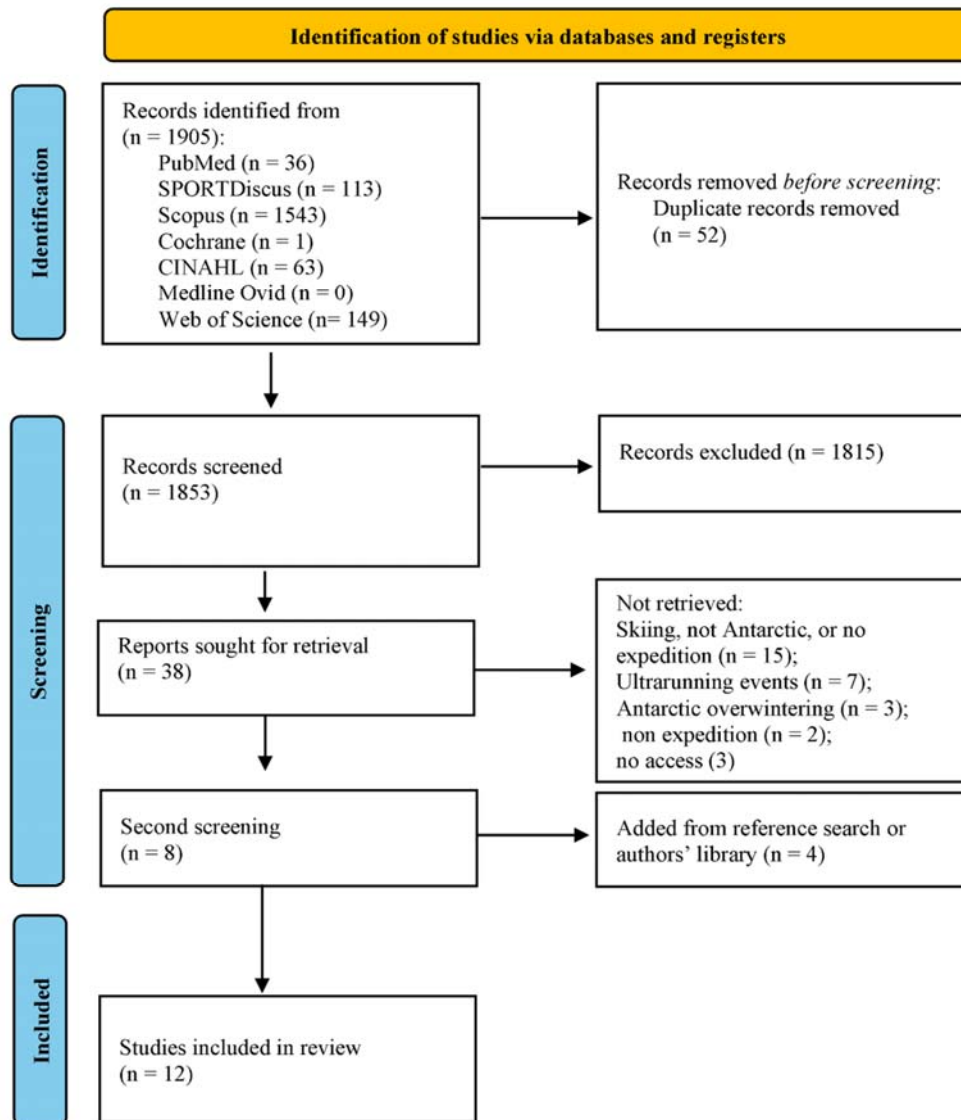 Identification of studies via databases and registers
Identification
Records identified from
(n = 1905):
PubMed (n = 36)
SPORTDiscus (n = 113)
Scopus (n = 1543)
Cochrane (n = 1)
CINAHL (n = 63)
Medline Ovid (n = 0)
Web of Science (n= 149)
Records removed before screening:
Duplicate records removed
(n = 52)
Screening
Records screened
(n = 1853)
Records excluded (n = 1815)
Reports sought for retrieval
(n = 38)
Not retrieved:
Skiing, not Antarctic, or no
expedition (n = 15);
Ultrarunning events (n = 7);
Antarctic overwintering (n = 3);
non expedition (n = 2);
no access (3)
Second screening
(n = 8)
Added from reference search or
authors’ library (n = 4)
Included
Studies included in review
(n = 12)